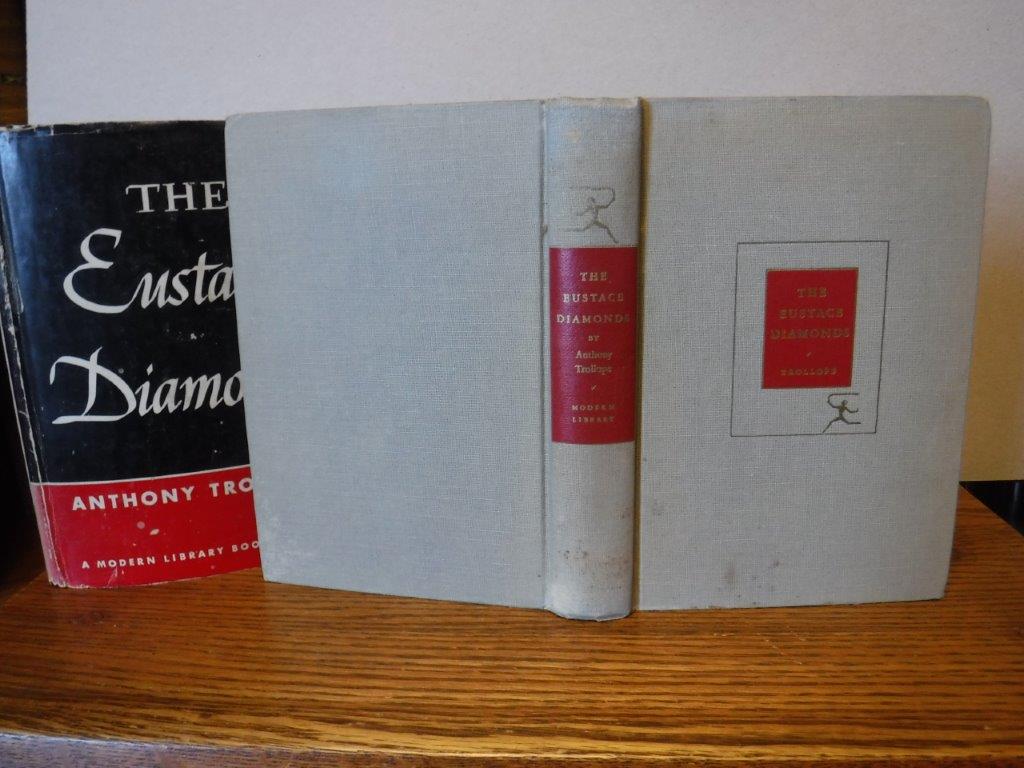 THE
Eusta
Diamo
ANTHONY TRO
A MODERN LIBRARY BOO
THE
EUSTACE
DIAMONDS
BY
Anthony
Trollope
MODERN
LIBRARY
THE
EUSTACE
DIAMONDS
TROLLOPE